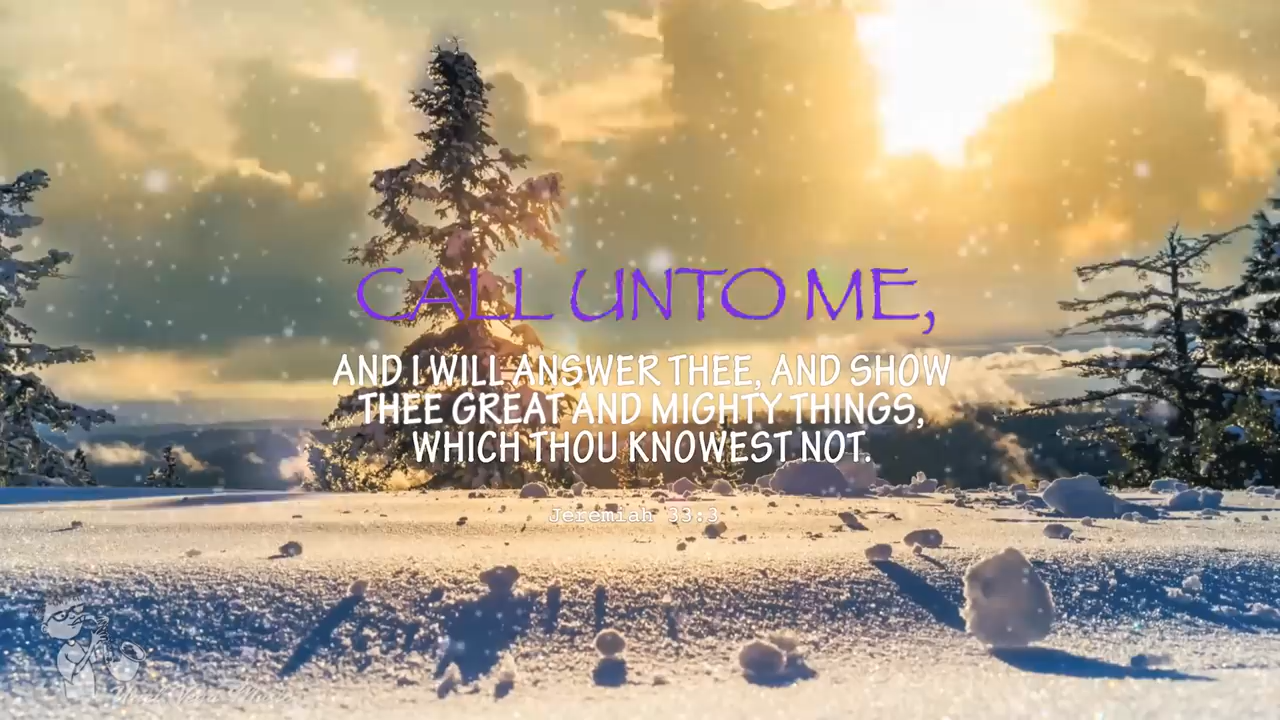 CALL UNTO ME,
AND I WILL ANSWER THEE, AND SHOW
THEE GREAT AND MIGHTY THINGS,
WHICH THOU KNOWEST NOT.
Jeremiah 33:3